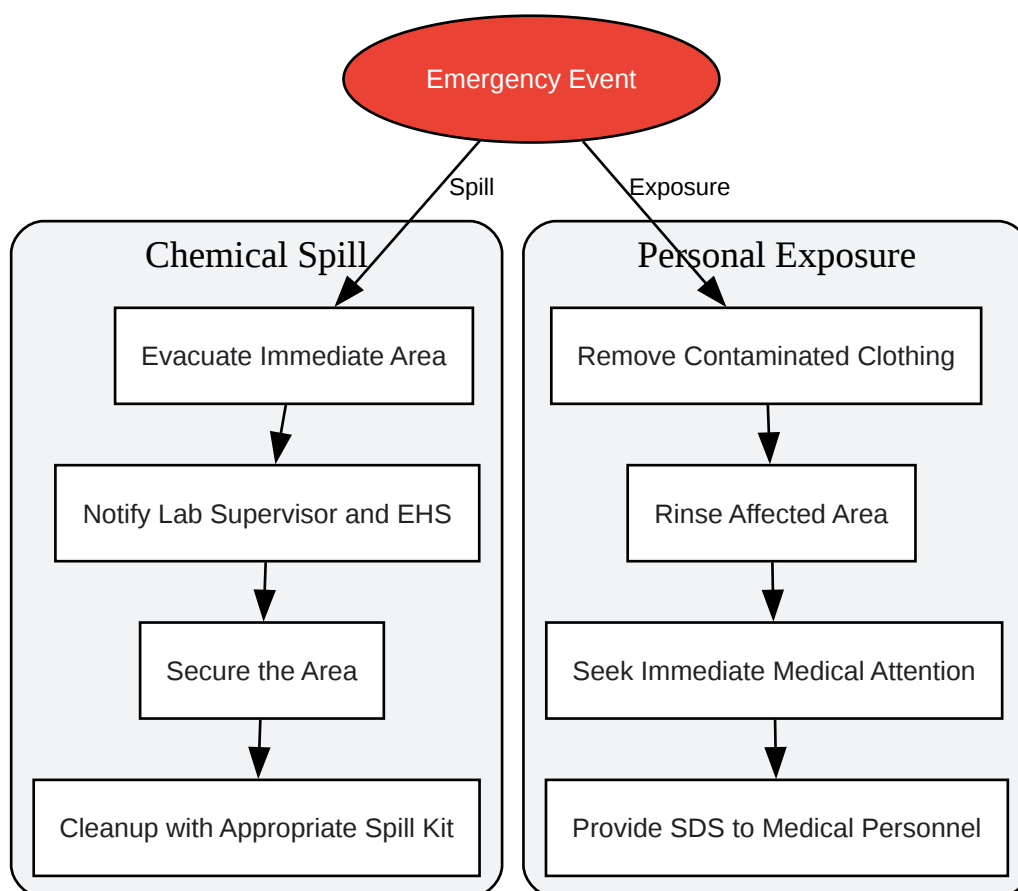 Emergency Event
Spill
Exposure
Chemical Spill
Evacuate Immediate Area
Notify Lab Supervisor and EHS
Secure the Area
Cleanup with Appropriate Spill Kit
Personal Exposure
Remove Contaminated Clothing
Rinse Affected Area
Seek Immediate Medical Attention
Provide SDS to Medical Personnel